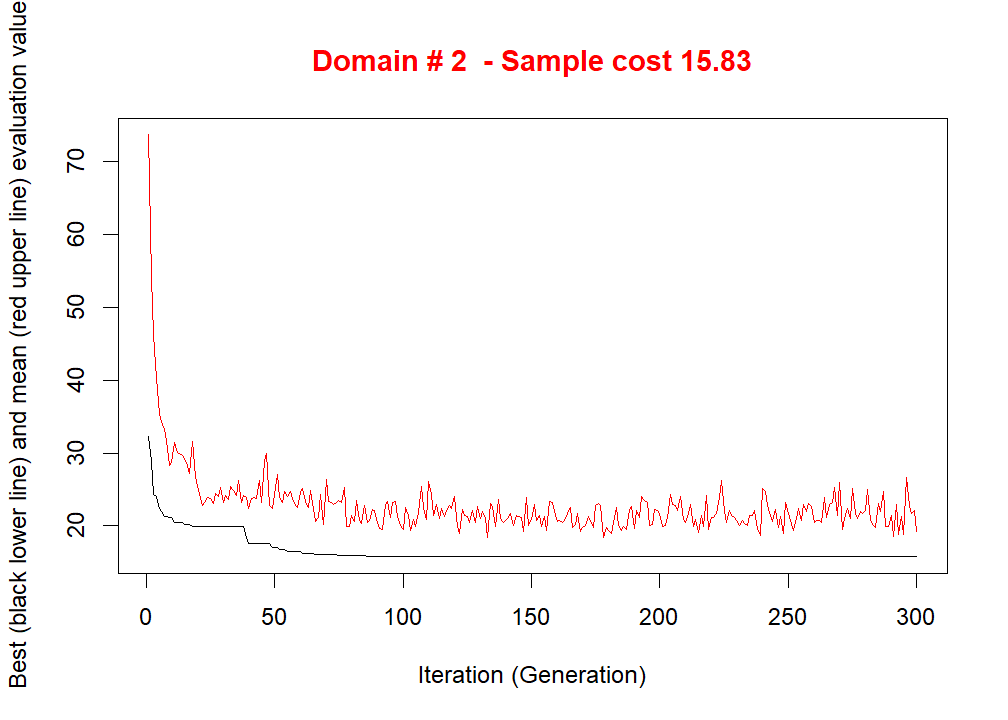 Domain # 2  - Sample cost 15.83
Best (black lower line) and mean (red upper line) evaluation value
70
60
50
40
30
20
0 50 100 150 200 250 300
Iteration (Generation)